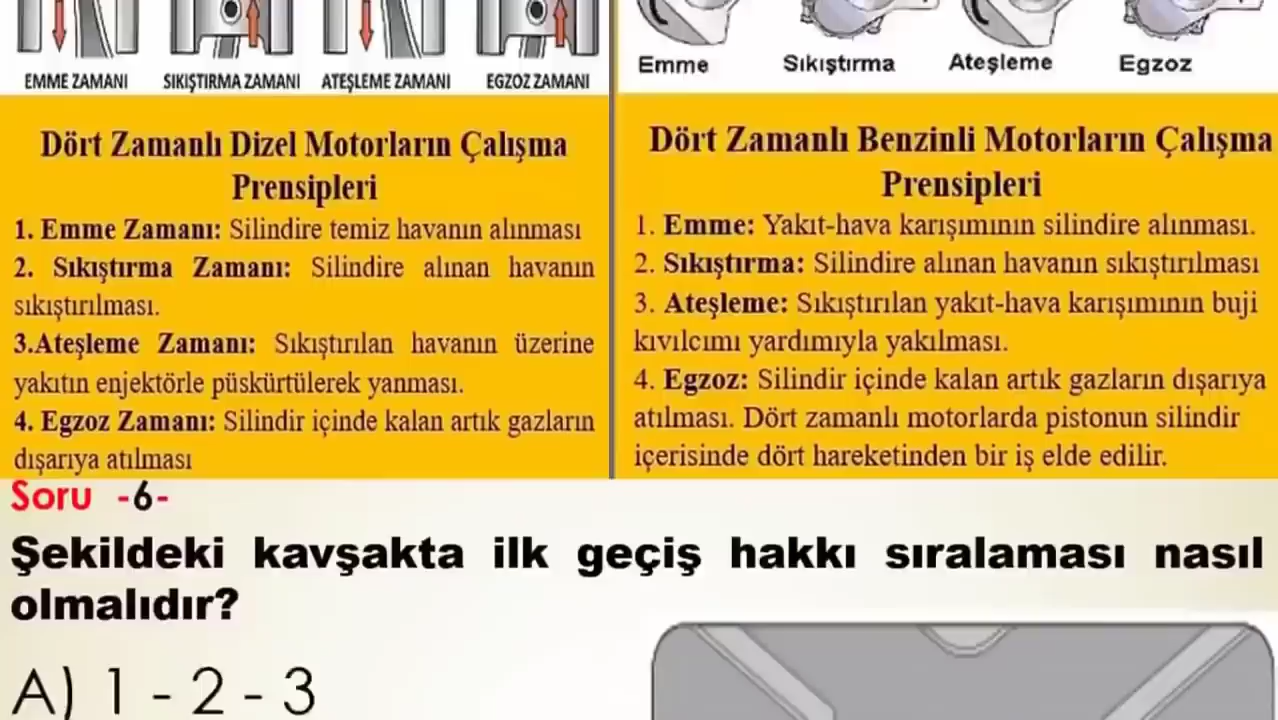 EMME ZAMANI
SIKIŞTIRMA ZAMANI
ATEŞLEME ZAMANI
EGZOZ ZAMANI
Dört Zamanlı Dizel Motorların Çalışma
Prensipleri
1. Emme Zamanı: Silindire temiz havanın alınması
2. Sıkıştırma Zamanı: Silindire alınan havanın
sıkıştırılması.
3.Ateşleme Zamanı: Sıkıştırılan havanın üzerine
yakıtın enjektörle püskürtülerek yanması.
4. Egzoz Zamanı: Silindir içinde kalan artık gazların
dışarıya atılması
Emme
Sıkıştırma
Ateşleme
Egzoz
Dört Zamanlı Benzinli Motorların Çalışma
Prensipleri
1. Emme: Yakıt-hava karışımının silindire alınması.
2. Sıkıştırma: Silindire alınan havanın sıkıştırılması
3. Ateşleme: Sıkıştırılan yakıt-hava karışımının buji
kıvılcımı yardımıyla yakılması.
4. Egzoz: Silindir içinde kalan artık gazların dışarıya
atılması. Dört zamanlı motorlarda pistonun silindir
içerisinde dört hareketinden bir iş elde edilir.
Soru -6-
Şekildeki kavşakta ilk geçiş hakkı sıralaması nasıl
olmalıdır?
A) 1 - 2 - 3